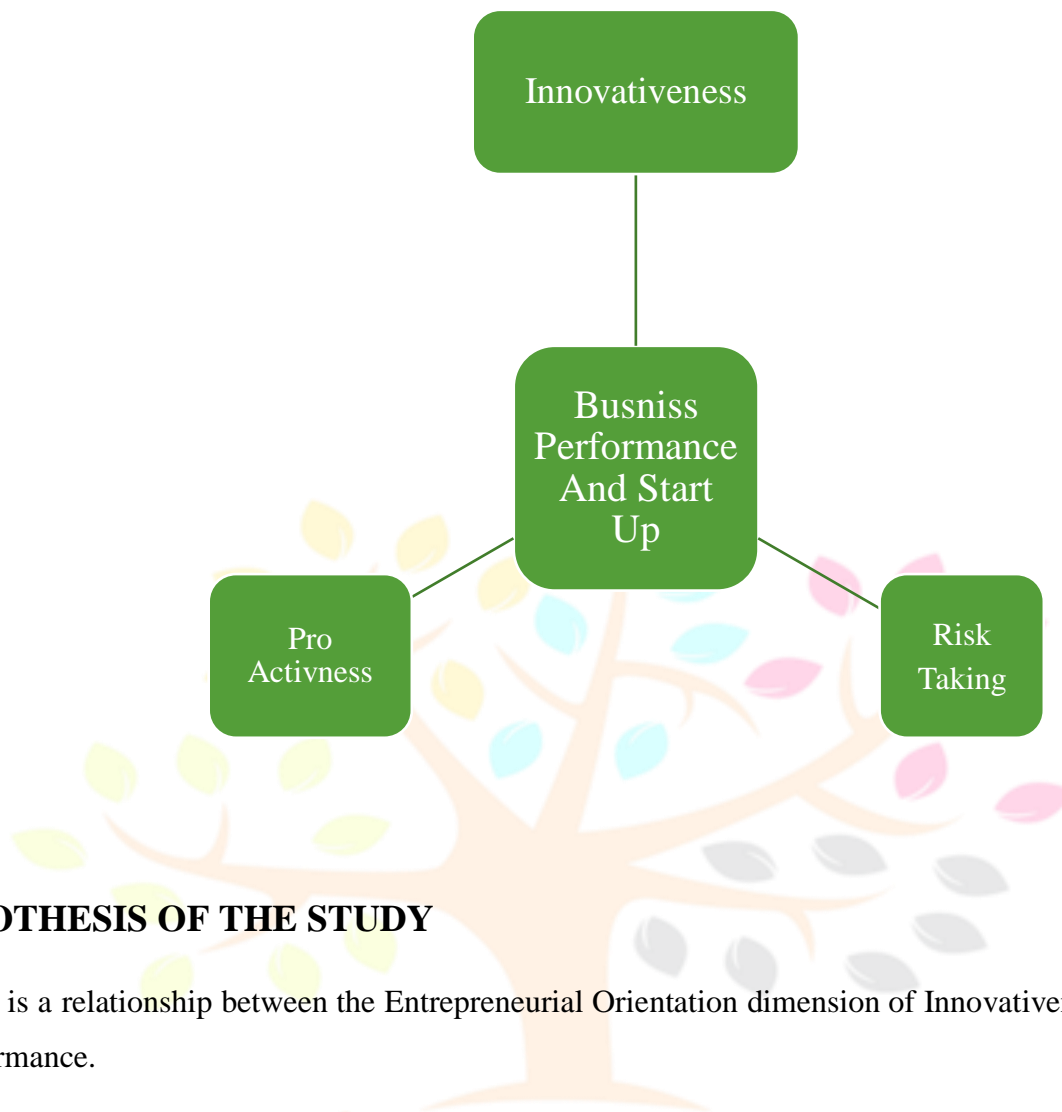 Innovativeness
Busniss
Performance
And Start
Up
Pro
Activness
Risk
Taking
OTHESIS OF THE STUDY
is a relationship between the Entrepreneurial Orientation dimension of
rmance.